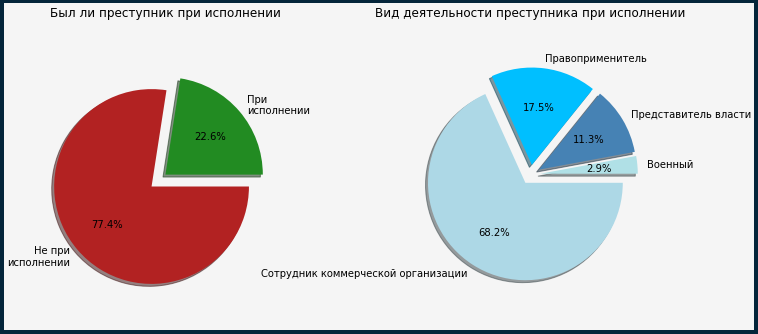 Был ли преступник при исполнении
При
исполнении
22.6%
77.4%
Не при
исполнении
Вид деятельности преступника при исполнении
Правоприменитель
17.5%
Представитель власти
11.3%
Военный
2.9%
68.2%
Сотрудник коммерческой организации